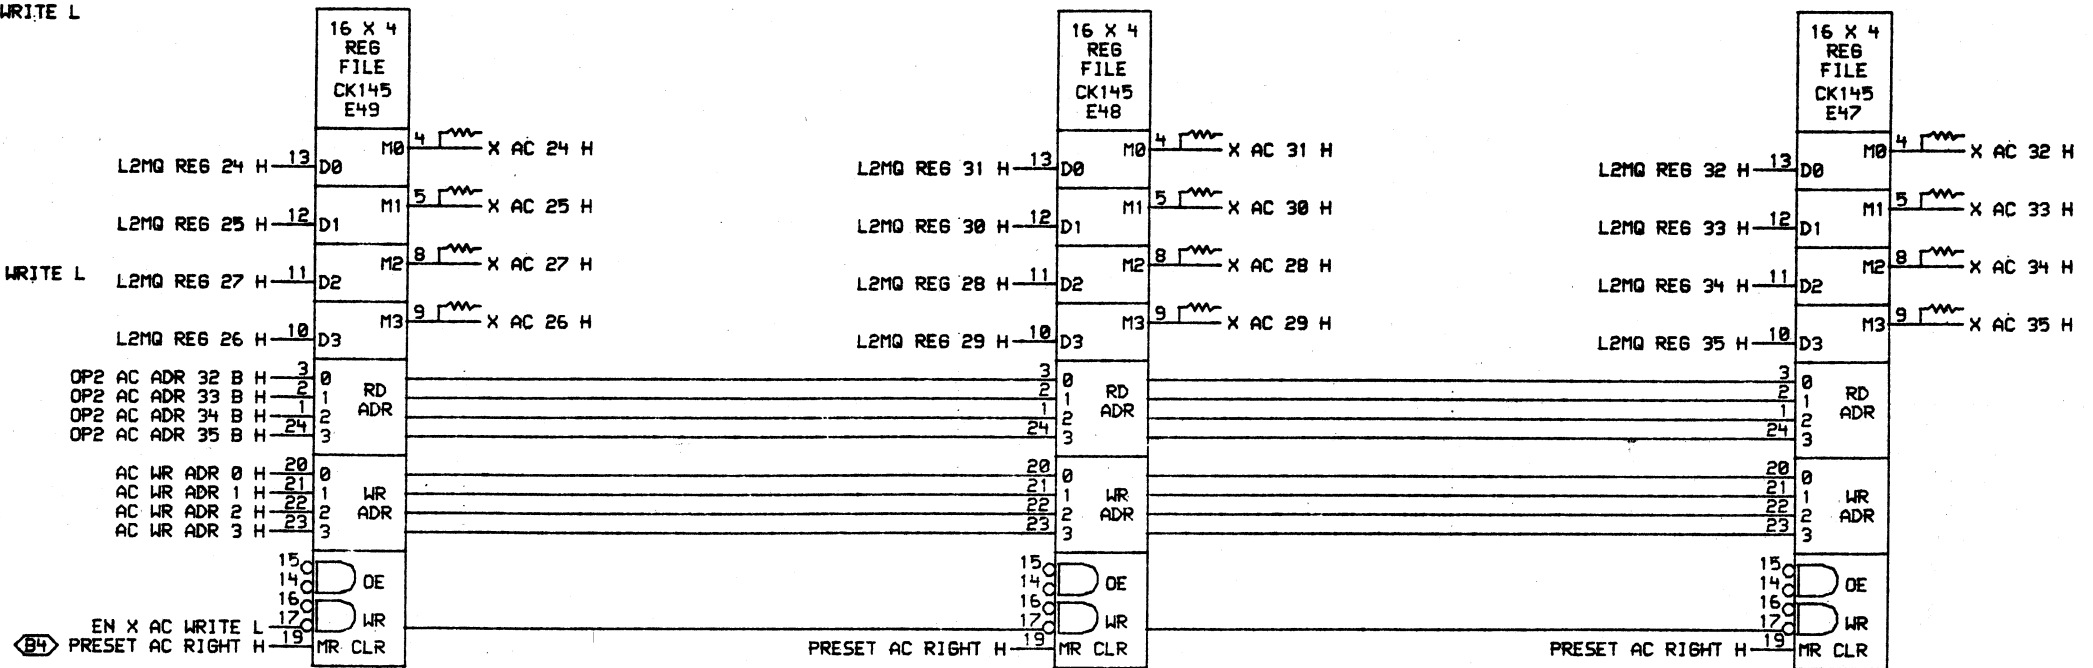 WRITE L
16 X 4
REG
FILE
CK145
E49
L2MQ REG 24 H 13 D0 M0 4 X AC 24 H
L2MQ REG 25 H 12 D1 M1 5 X AC 25 H
L2MQ REG 27 H 11 D2 M2 8 X AC 27 H
L2MQ REG 26 H 10 D3 M3 9 X AC 26 H
WRITE L
OP2 AC ADR 32 B H 3 0
OP2 AC ADR 33 B H 2 1
OP2 AC ADR 34 B H 1 2
OP2 AC ADR 35 B H 24 3
RD
ADR
AC WR ADR 0 H 20 0
AC WR ADR 1 H 21 1
AC WR ADR 2 H 22 2
AC WR ADR 3 H 23 3
WR
ADR
15
14 OE
16
EN X AC WRITE L 17 WR
B4 PRESET AC RIGHT H 19 MR CLR
16 X 4
REG
FILE
CK145
E48
L2MQ REG 31 H 13 D0 M0 4 X AC 31 H
L2MQ REG 30 H 12 D1 M1 5 X AC 30 H
L2MQ REG 28 H 11 D2 M2 8 X AC 28 H
L2MQ REG 29 H 10 D3 M3 9 X AC 29 H
3 0
2 1
1 2
24 3
RD
ADR
20 0
21 1
22 2
23 3
WR
ADR
15
14 OE
16
17 WR
PRESET AC RIGHT H 19 MR CLR
16 X 4
REG
FILE
CK145
E47
L2MQ REG 32 H 13 D0 M0 4 X AC 32 H
L2MQ REG 33 H 12 D1 M1 5 X AC 33 H
L2MQ REG 34 H 11 D2 M2 8 X AC 34 H
L2MQ REG 35 H 10 D3 M3 9 X AC 35 H
3 0
2 1
1 2
24 3
RD
ADR
20 0
21 1
22 2
23 3
WR
ADR
15
14 OE
16
17 WR
PRESET AC RIGHT H 19 MR CLR